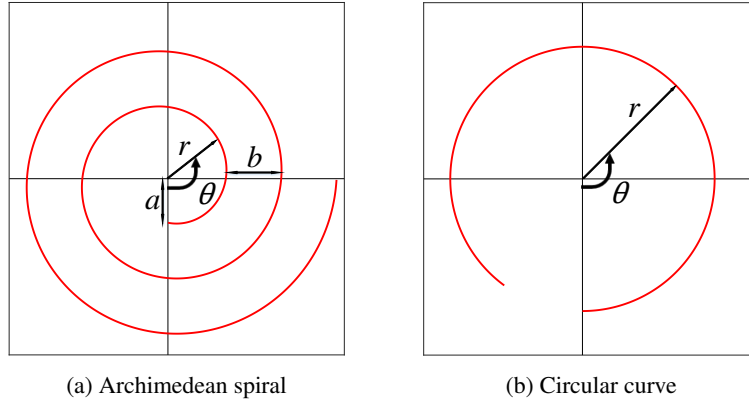 r
b
a
θ
r
θ
(a) Archimedean spiral
(b) Circular curve